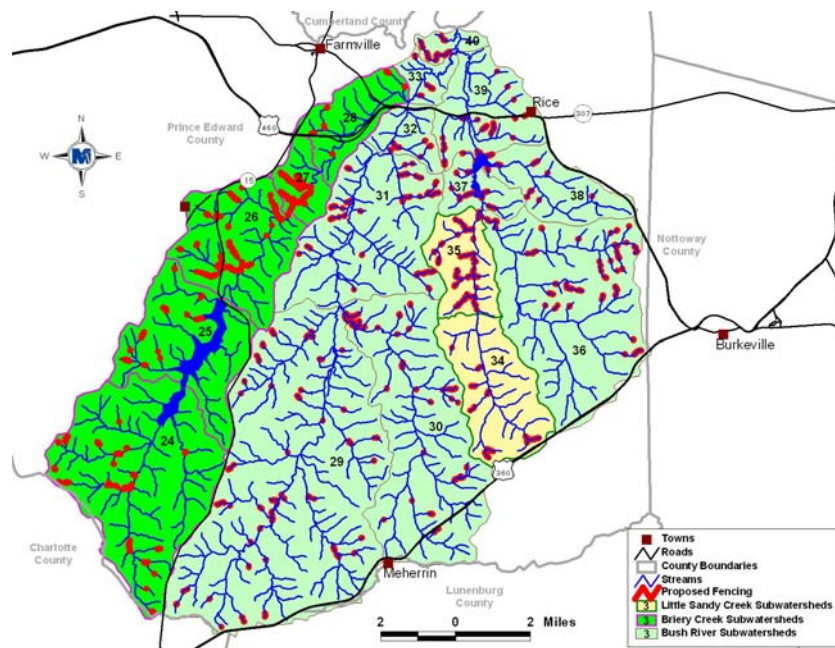 Cumberland County
Farmville
40
33
39
Rice
28
32
307
460
Prince Edward
County
N
W M E
S
15
27
37
38
31
26
35
Nottoway
County
25
36
Burkeville
34
24
30
29
360
Charlotte
County
Meherrin
Lunenburg
County
2 0 2 Miles
Towns
Roads
County Boundaries
Streams
Proposed Fencing
3 Little Sandy Creek Subwatersheds
3 Briery Creek Subwatersheds
3 Bush River Subwatersheds